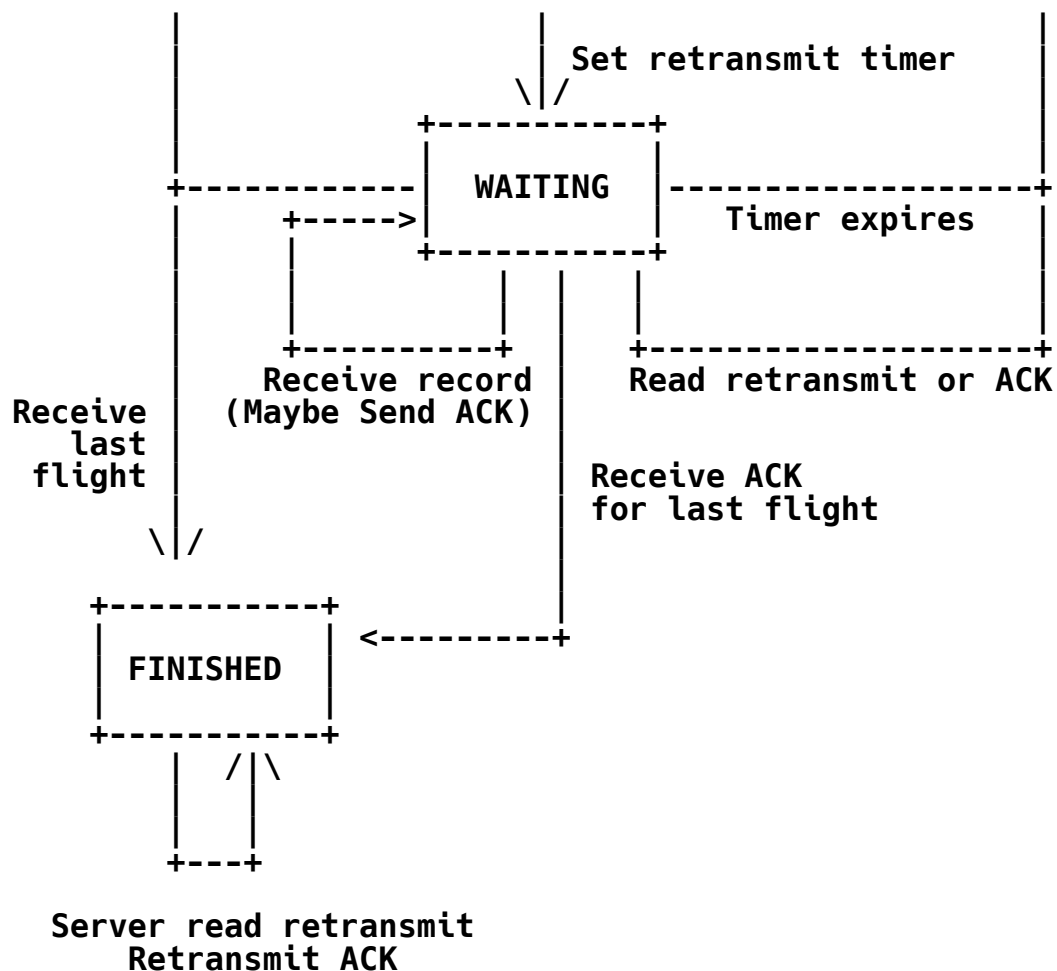 Set retransmit timer
WAITING
Timer expires
Receive record
(Maybe Send ACK)
Read retransmit or ACK
Receive
last
flight
Receive ACK
for last flight
FINISHED
Server read retransmit
Retransmit ACK